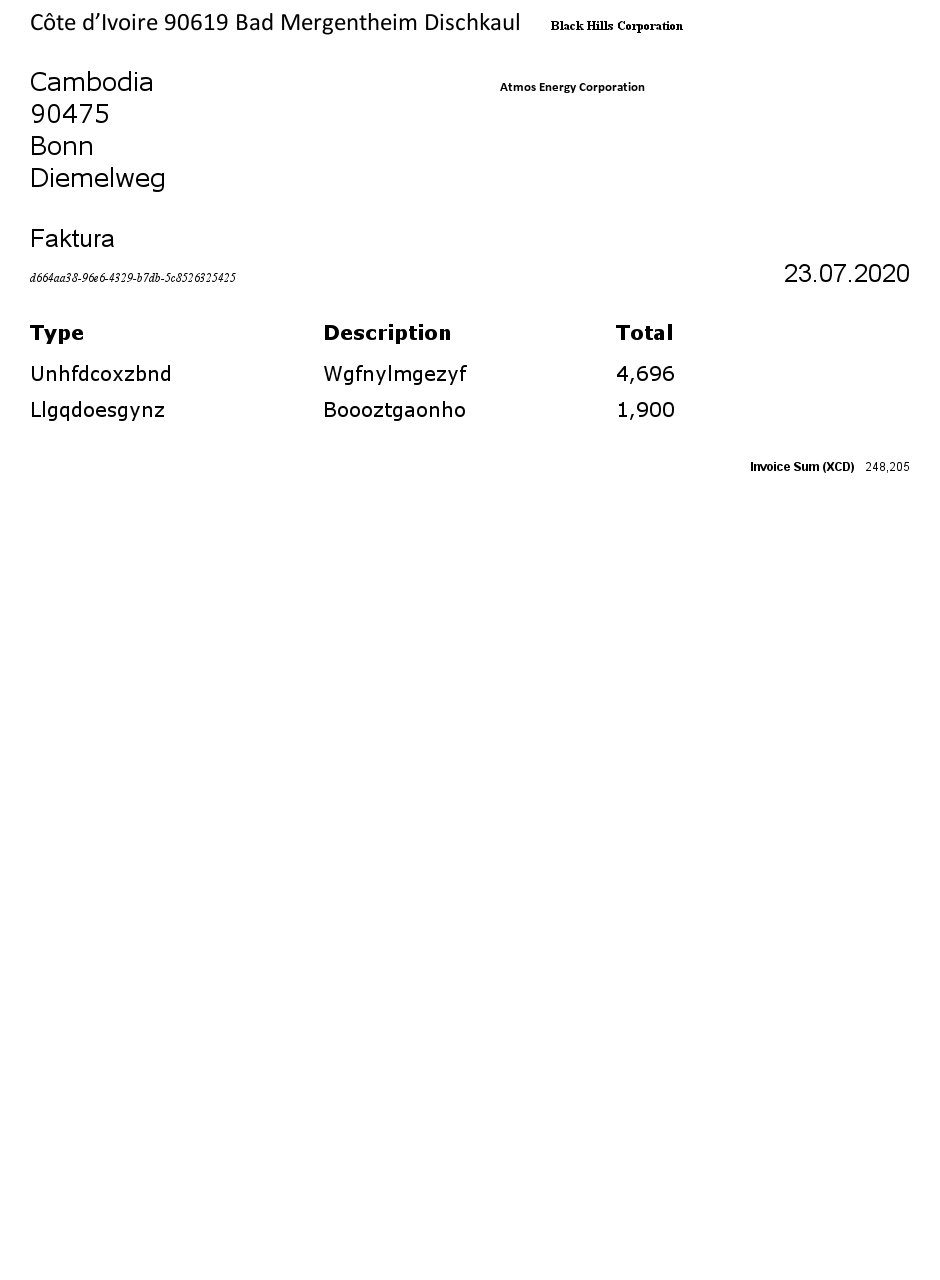 Côte d’Ivoire 90619 Bad Mergentheim Dischkaul Black Hills Corporation
Cambodia Atmos Energy Corporation
90475
Bonn
Diemelweg
Faktura
d664aa38-96e6-4329-b7db-5c8526325425 23.07.2020
Type Description Total
Unhfdcoxzbnd Wgfnylmgezyf 4,696
Llgqdoesgynz Boooztgaonho 1,900
Invoice Sum (XCD) 248,205